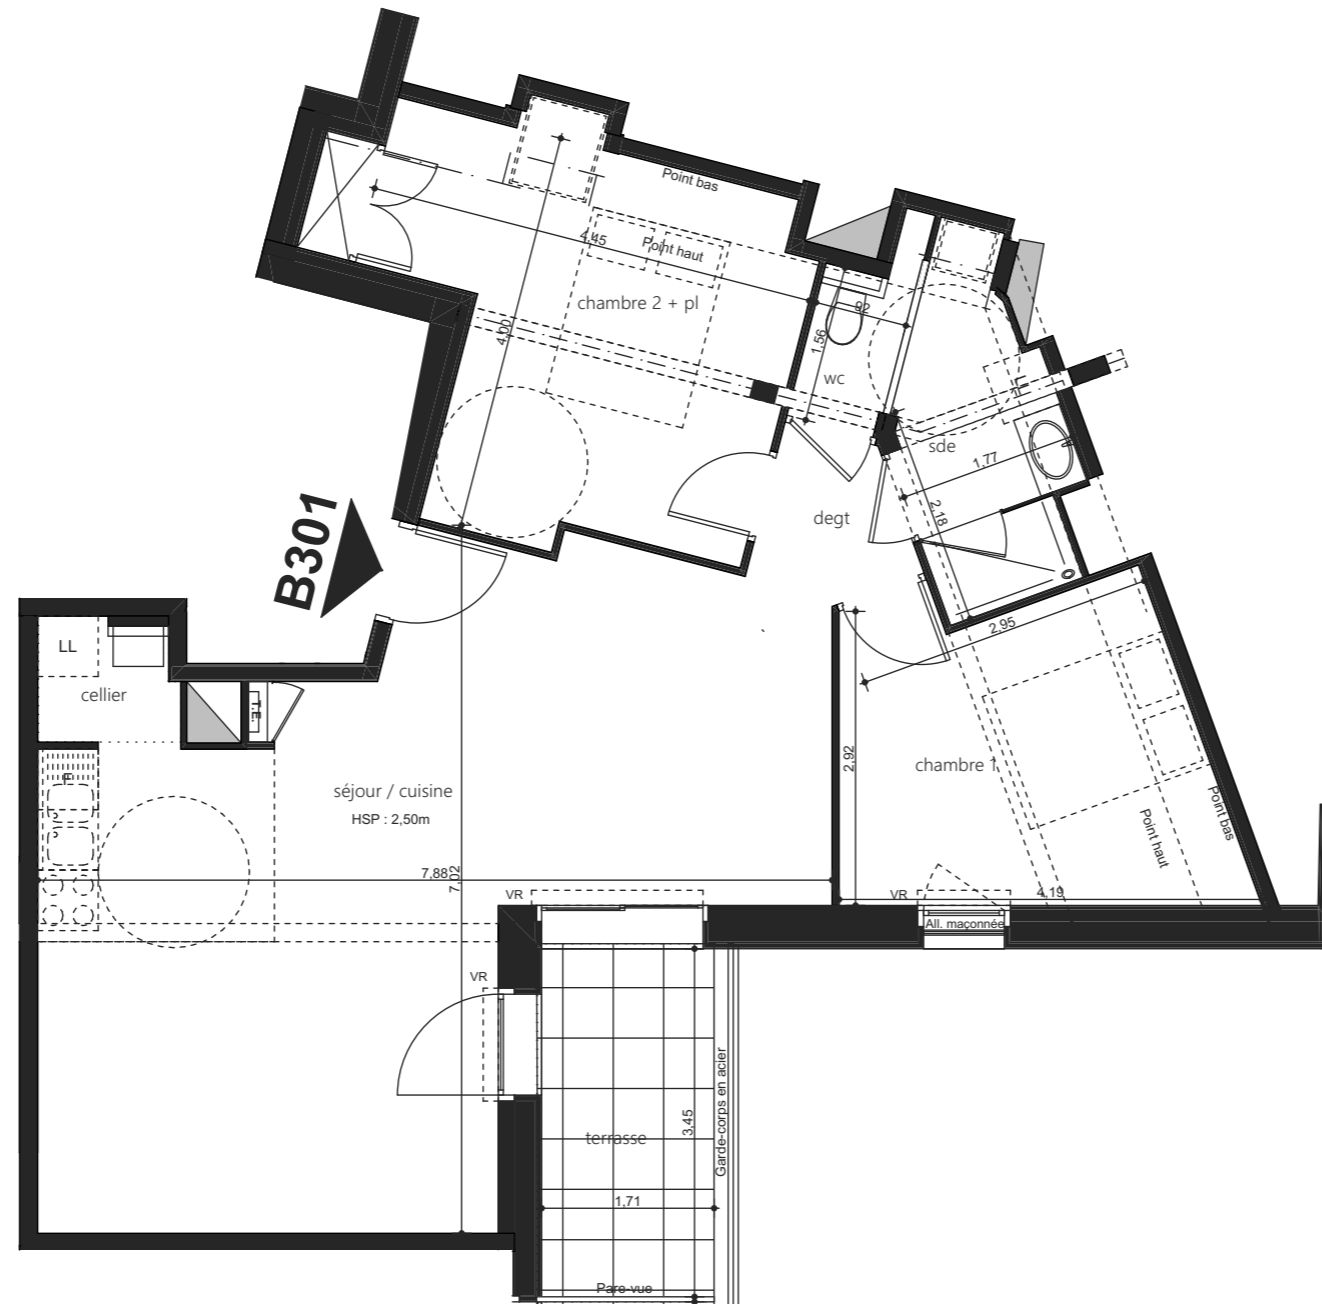 Point bas
4,45
Point haut
chambre 2 + pl
4,00
92
1,56
wc
sde
1,77
2,18
degt
B301
LL
cellier
T.E.
2,95
séjour / cuisine
HSP : 2,50m
2,92
chambre 1
Point haut
Point bas
7,88
7,02
VR
VR
4,19
All. maçonnée
VR
terrasse
3,45
Garde-corps en acier
1,71
Pare-vue